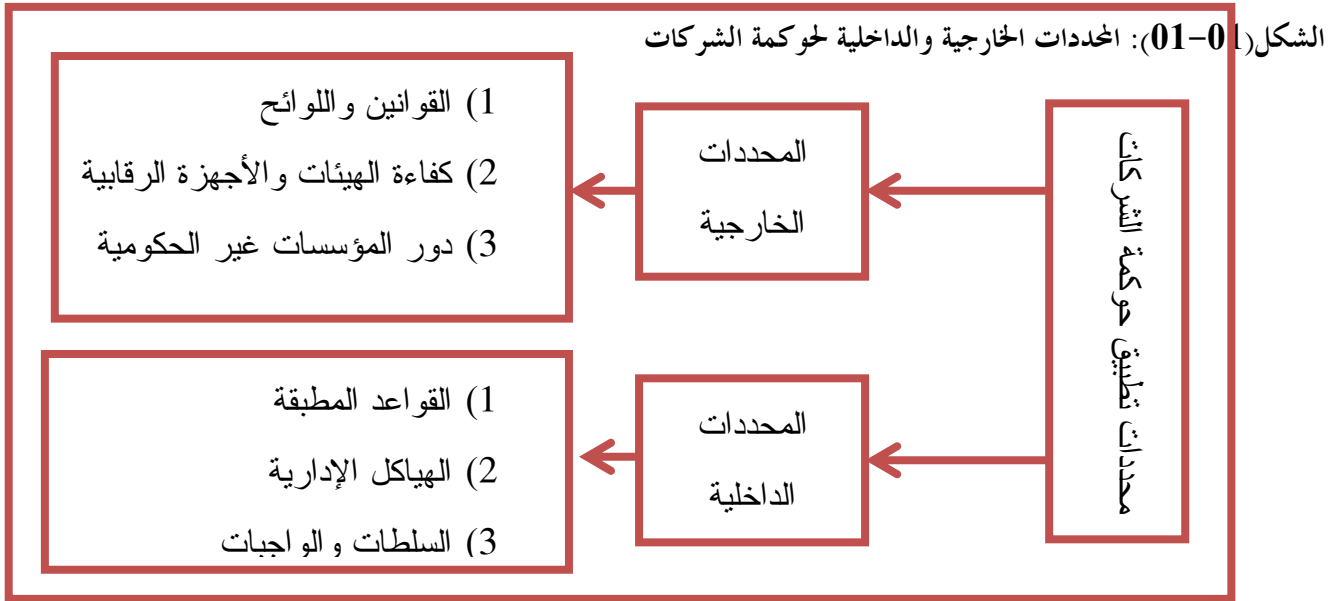 الشكل(01-01): المحددات الخارجية والداخلية لحوكمة الشركات
محددات تطبيق حوكمة الشركات
المحددات
الخارجية
1) القوانين واللوائح
2) كفاءة الهيئات والأجهزة الرقابية
3) دور المؤسسات غير الحكومية
المحددات
الداخلية
1) القواعد المطبقة
2) الهياكل الإدارية
3) السلطات والواجبات